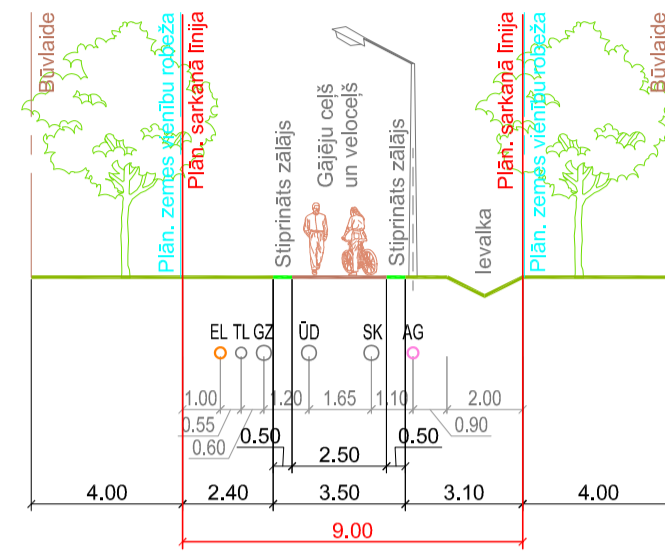 Būvlaide
Plān. zemes vienību robeža
Plān. sarkanā līnija
Stiprināts zālājs
Gājēju ceļš
un veloceļš
Stiprināts zālājs
Ievalka
Plān. sarkanā līnija
Plān. zemes vienību robeža
Būvlaide
EL TL GZ ŪD SK AG
1.00 1.20 1.65 1.10 2.00
0.55 0.90
0.60
0.50 0.50
2.50
4.00 2.40 3.50 3.10 4.00
9.00